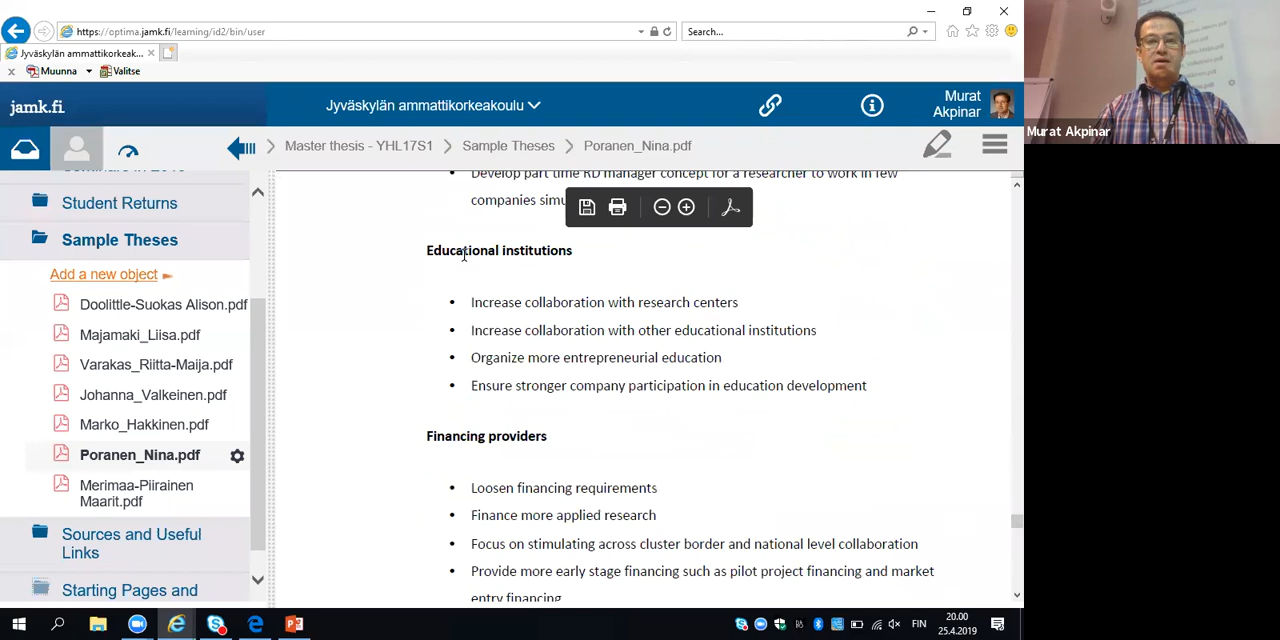 https://optima.jamk.fi/learning/id2/bin/user
Search...
Jyväskylän ammattikorkeak...
x Muunna Valitse
jamk.fi
Jyväskylän ammattikorkeakoulu
Murat
Akpinar
Murat Akpinar
Master thesis - YHL17S1
Sample Theses
Poranen_Nina.pdf
Student Returns
Sample Theses
Add a new object
Doolittle-Suokas Alison.pdf
Majamaki_Liisa.pdf
Varakas_Riitta-Maija.pdf
Johanna_Valkeinen.pdf
Marko_Hakkinen.pdf
Poranen_Nina.pdf
Merimaa-Piirainen
Maarit.pdf
Sources and Useful
Links
Starting Pages and
Develop part time RD manager concept for a researcher to work in few
companies simu
Educational institutions
• Increase collaboration with research centers
• Increase collaboration with other educational institutions
• Organize more entrepreneurial education
• Ensure stronger company participation in education development
Financing providers
• Loosen financing requirements
• Finance more applied research
• Focus on stimulating across cluster border and national level collaboration
• Provide more early stage financing such as pilot project financing and market
entry financing
FIN
20.00
25.4.2019